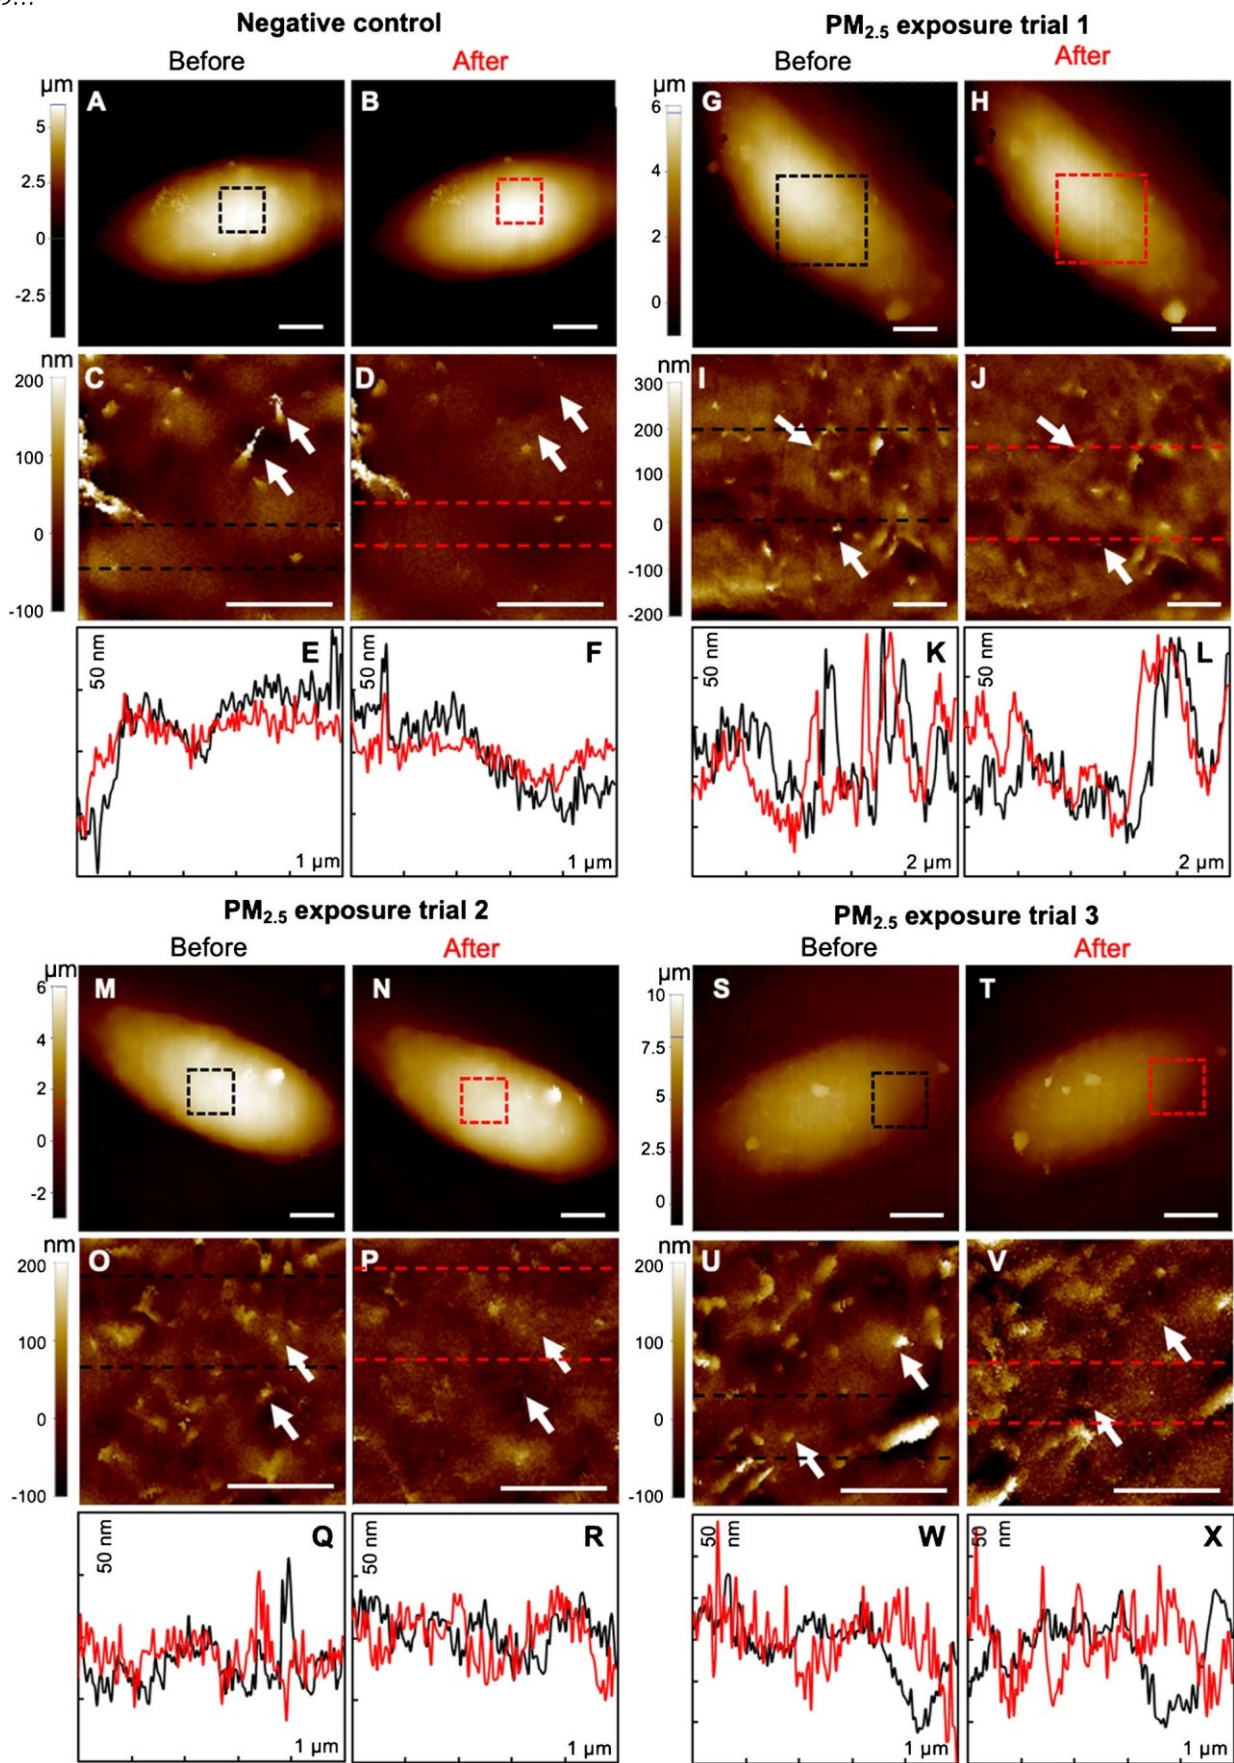 Negative control
PM2.5 exposure trial 1
Before
After
Before
After
µm
A
B
5
2.5
0
-2.5
µm
G
H
6
4
2
0
nm
C
D
200
100
0
-100
nm
I
J
300
200
100
0
-100
-200
50 nm
E
1 µm
50 nm
F
1 µm
50 nm
K
2 µm
50 nm
L
2 µm
PM2.5 exposure trial 2
PM2.5 exposure trial 3
Before
After
Before
After
µm
M
N
6
4
2
0
-2
µm
S
T
10
7.5
5
2.5
0
nm
O
P
200
100
0
-100
nm
U
V
200
100
0
-100
50 nm
Q
1 µm
50 nm
R
1 µm
50 nm
W
1 µm
50 nm
X
1 µm